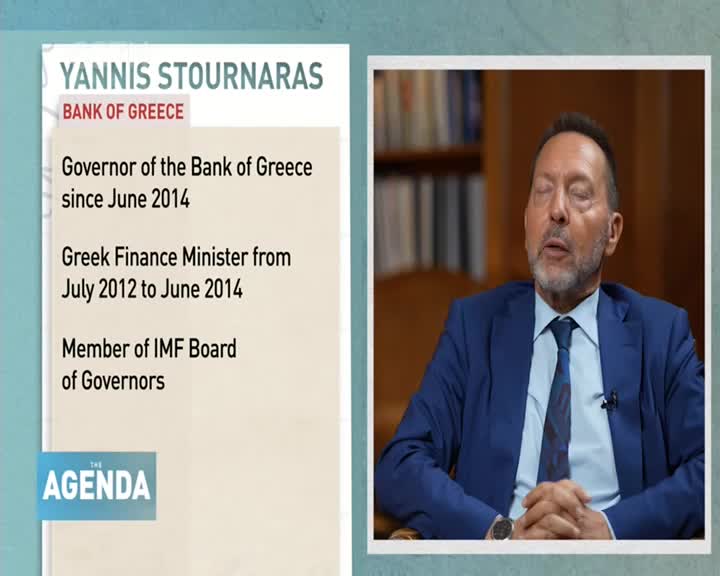 YANNIS STOURNARAS
BANK OF GREECE
Governor of the Bank of Greece
since June 2014
Greek Finance Minister from
July 2012 to June 2014
Member of IMF Board
of Governors
THE
AGENDA